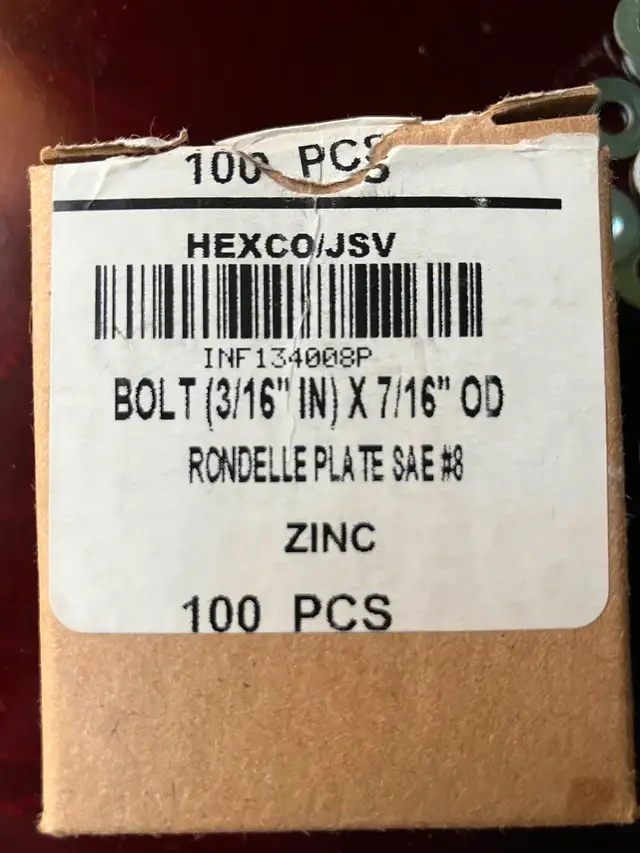 100 PCS
HEXCO/JSV
INF134008P
BOLT (3/16" IN) X 7/16" OD
RONDELLE PLATE SAE #8
ZINC
100 PCS